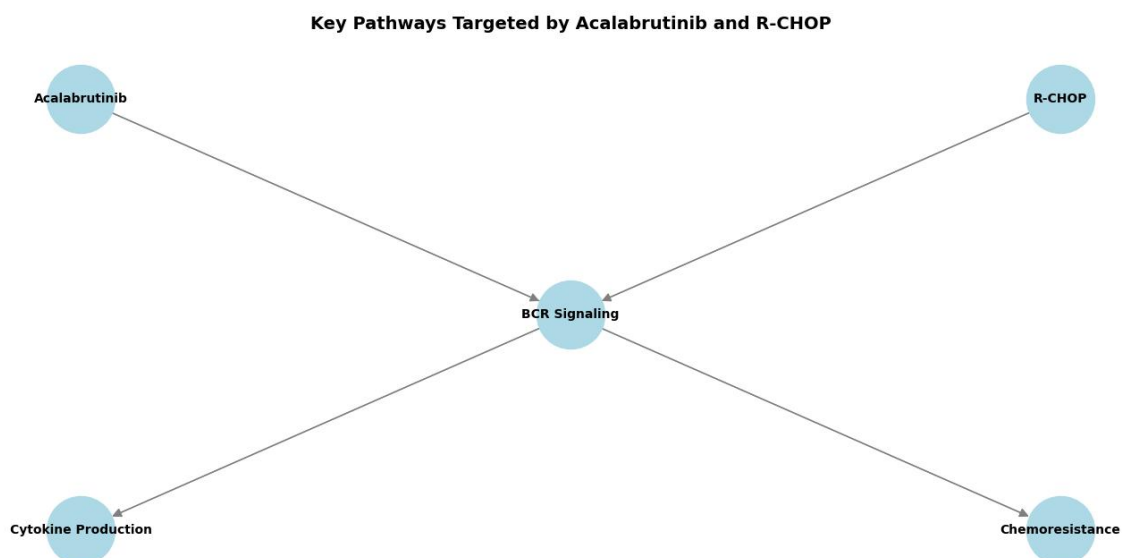 Key Pathways Targeted by Acalabrutinib and R-CHOP
Acalabrutinib
R-CHOP
BCR Signaling
Cytokine Production
Chemoresistance